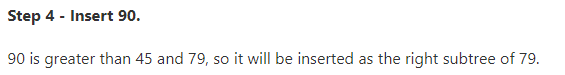 Step 4 - Insert 90.
90 is greater than 45 and 79, so it will be inserted as the right subtree of 79.